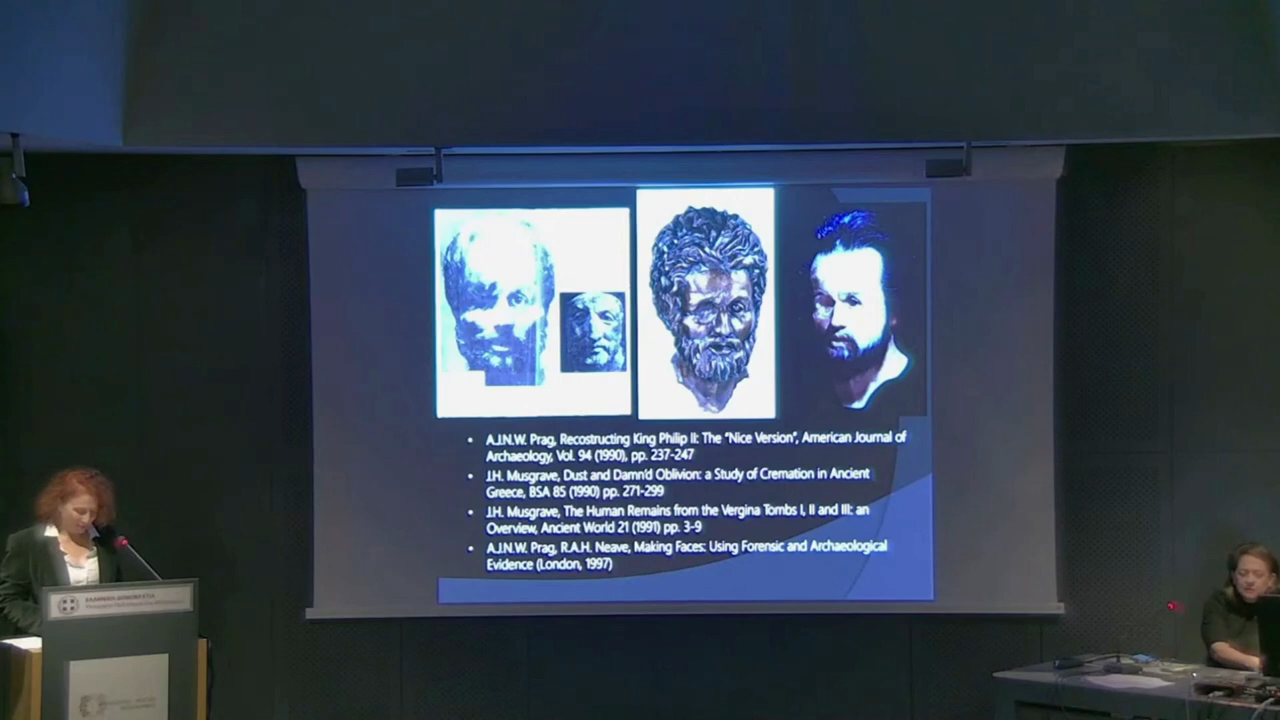 • A.J.N.W. Prag, Recostructing King Philip II: The "Nice Version", American Journal of
Archaeology, Vol. 94 (1990), pp. 237-247
• J.H. Musgrave, Dust and Damn'd Oblivion: a Study of Cremation in Ancient
Greece, BSA 85 (1990) pp. 271-299
• J.H. Musgrave, The Human Remains from the Vergina Tombs I, II and III: an
Overview, Ancient World 21 (1991) pp. 3-9
• A.J.N.W. Prag, R.A.H. Neave, Making Faces: Using Forensic and Archaeological
Evidence (London, 1997)
ΕΛΛΗΝΙΚΗ ΔΗΜΟΚΡΑΤΙΑ